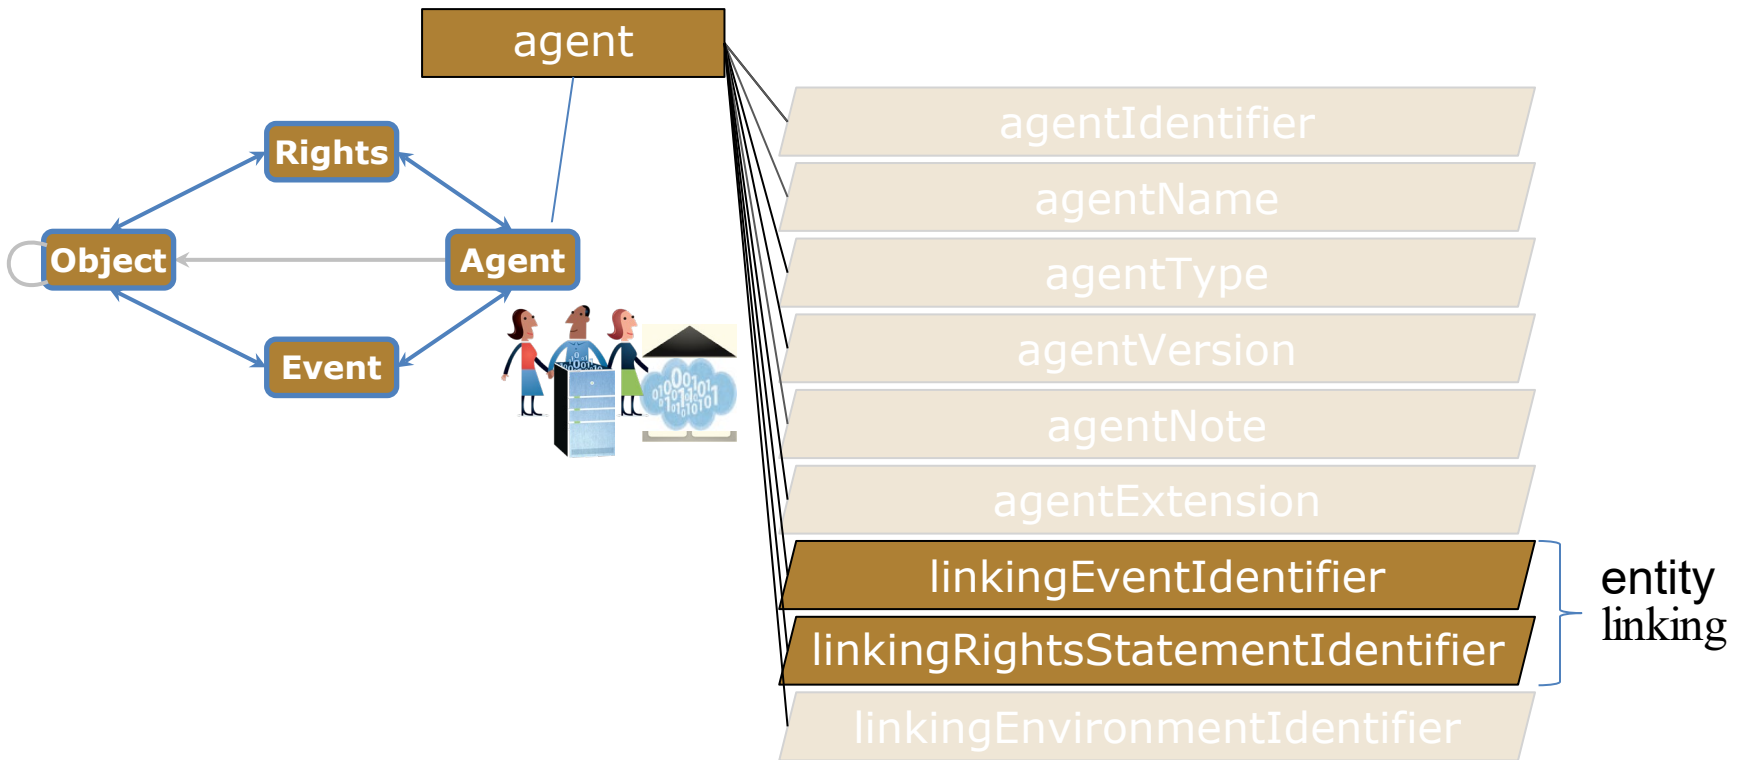 agent
Rights
Object
Agent
Event
agentIdentifier
agentName
agentType
agentVersion
agentNote
agentExtension
linkingEventIdentifier
linkingRightsStatementIdentifier
linkingEnvironmentIdentifier
entity
linking